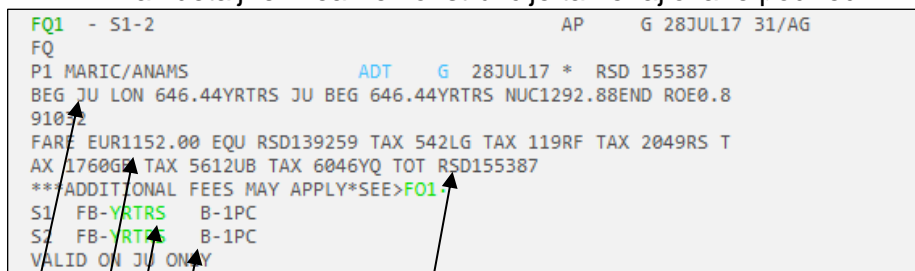 FQ1 - S1-2 AP G 28JUL17 31/AG
FQ
P1 MARIC/ANAMS ADT G 28JUL17 * RSD 155387
BEG JU LON 646.44YRTRS JU BEG 646.44YRTRS NUC1292.88END ROE0.8
91032
FARE EUR1152.00 EQU RSD139259 TAX 542LG TAX 119RF TAX 2049RS T
AX 1760GB TAX 5612UB TAX 6046YQ TOT RSD155387
***ADDITIONAL FEES MAY APPLY*SEE>FO1·
S1 FB-YRTRS B-1PC
S2 FB-YRTRS B-1PC
VALID ON JU ONLY